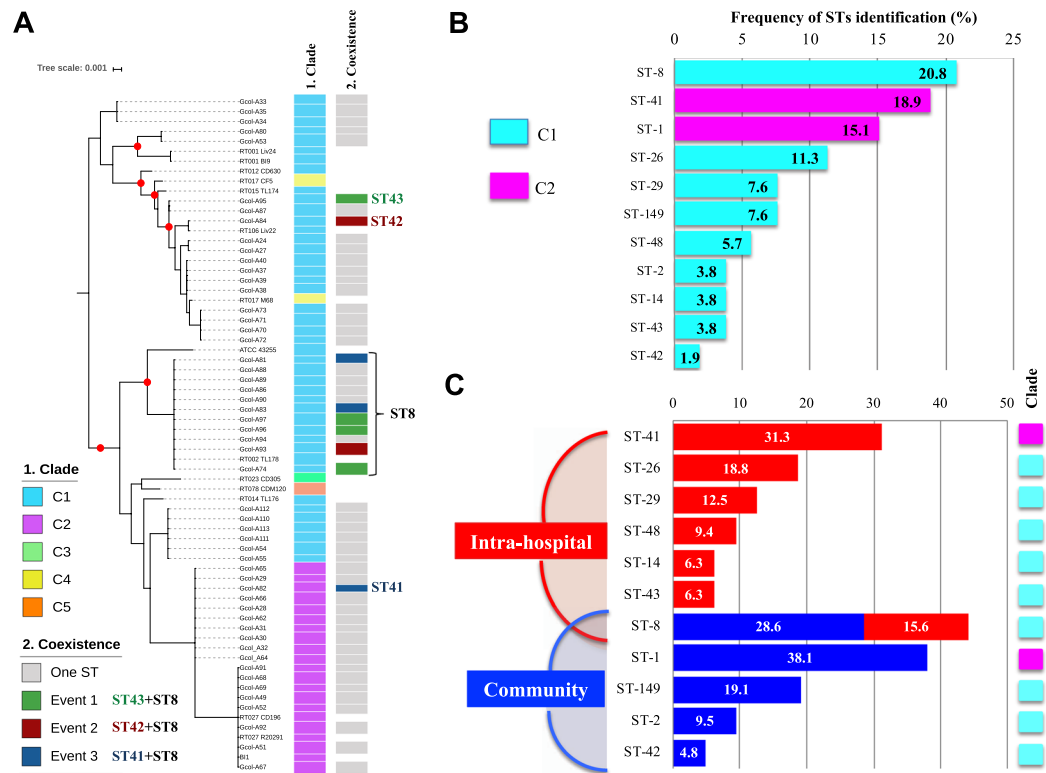 A
Tree scale: 0.001
1. Clade
2. Coexistence
Gcol-A33
Gcol-A35
Gcol-A34
Gcol-A80
Gcol-A53
RT001 Liv24
RT001 BI9
RT012 CD630
RT017 CF5
RT015 TL174
Gcol-A95
Gcol-A87
Gcol-A84
RT106 Liv22
Gcol-A24
Gcol-A27
Gcol-A40
Gcol-A37
Gcol-A39
Gcol-A38
RT017 M68
Gcol-A73
Gcol-A71
Gcol-A70
Gcol-A72
ATCC 43255
Gcol-A81
Gcol-A88
Gcol-A89
Gcol-A86
Gcol-A90
Gcol-A83
Gcol-A97
Gcol-A96
Gcol-A94
Gcol-A93
RT002 TL178
Gcol-A74
RT023 CD305
RT078 CDM120
RT014 TL176
Gcol-A112
Gcol-A110
Gcol-A113
Gcol-A111
Gcol-A54
Gcol-A55
Gcol-A65
Gcol-A29
Gcol-A82
Gcol-A66
Gcol-A28
Gcol-A62
Gcol-A31
Gcol-A30
Gcol_A32
Gcol_A64
Gcol-A91
Gcol-A68
Gcol-A69
Gcol-A49
Gcol-A52
RT027 CD196
Gcol-A92
RT027 R20291
Gcol-A51
BI1
Gcol-A67
ST43
ST42
ST8
ST41
1. Clade
C1
C2
C3
C4
C5
2. Coexistence
One ST
Event 1 ST43+ST8
Event 2 ST42+ST8
Event 3 ST41+ST8
B
Frequency of STs identification (%)
0 5 10 15 20 25
C1
C2
ST-8 20.8
ST-41 18.9
ST-1 15.1
ST-26 11.3
ST-29 7.6
ST-149 7.6
ST-48 5.7
ST-2 3.8
ST-14 3.8
ST-43 3.8
ST-42 1.9
C
Clade
0 10 20 30 40 50
Intra-hospital
Community
ST-41 31.3
ST-26 18.8
ST-29 12.5
ST-48 9.4
ST-14 6.3
ST-43 6.3
ST-8 28.6 15.6
ST-1 38.1
ST-149 19.1
ST-2 9.5
ST-42 4.8